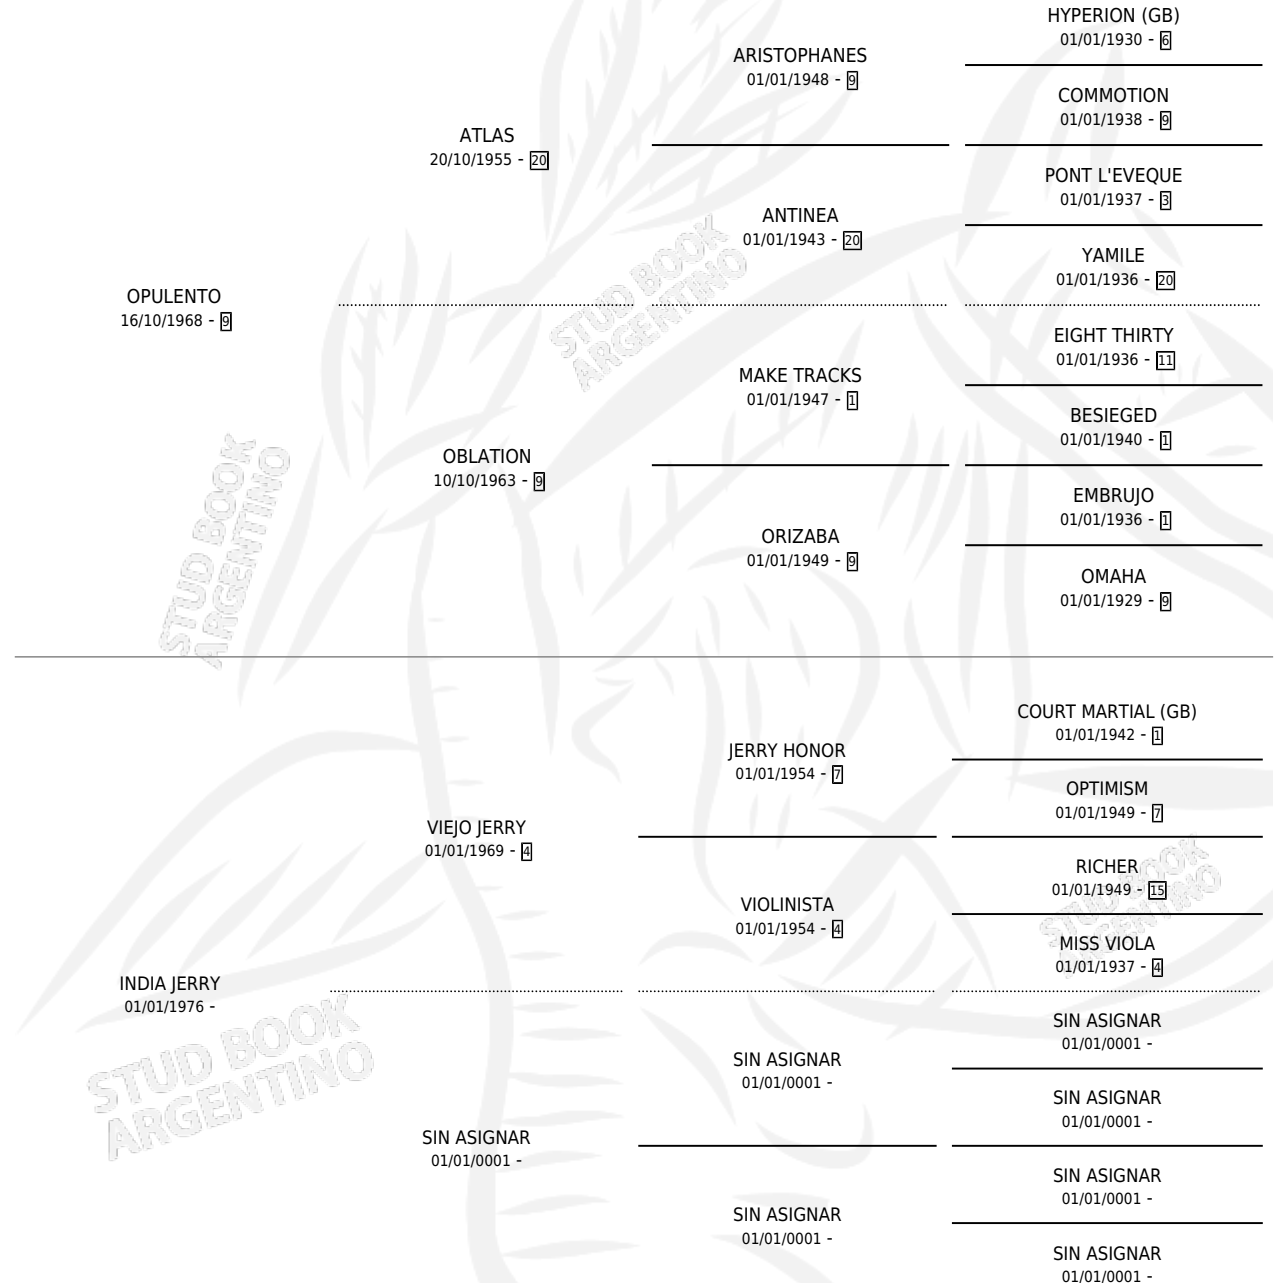 HYPERION (GB)
01/01/1930 - 6
ARISTOPHANES
01/01/1948 - 9
COMMOTION
01/01/1938 - 9
ATLAS
20/10/1955 - 20
PONT L'EVEQUE
01/01/1937 - 3
ANTINEA
01/01/1943 - 20
YAMILE
01/01/1936 - 20
OPULENTO
16/10/1968 - 9
EIGHT THIRTY
01/01/1936 - 11
MAKE TRACKS
01/01/1947 - 1
BESIEGED
01/01/1940 - 1
OBLATION
10/10/1963 - 9
EMBRUJO
01/01/1936 - 1
ORIZABA
01/01/1949 - 9
OMAHA
01/01/1929 - 9
COURT MARTIAL (GB)
01/01/1942 - 1
JERRY HONOR
01/01/1954 - 7
OPTIMISM
01/01/1949 - 7
VIEJO JERRY
01/01/1969 - 4
RICHER
01/01/1949 - 15
VIOLINISTA
01/01/1954 - 4
MISS VIOLA
01/01/1937 - 4
INDIA JERRY
01/01/1976 -
SIN ASIGNAR
01/01/0001 -
SIN ASIGNAR
01/01/0001 -
SIN ASIGNAR
01/01/0001 -
SIN ASIGNAR
01/01/0001 -
SIN ASIGNAR
01/01/0001 -
SIN ASIGNAR
01/01/0001 -
SIN ASIGNAR
01/01/0001 -
STUD BOOK
ARGENTINO
STUD BOOK
ARGENTINO
STUD BOOK
ARGENTINO
STUD BOOK
ARGENTINO